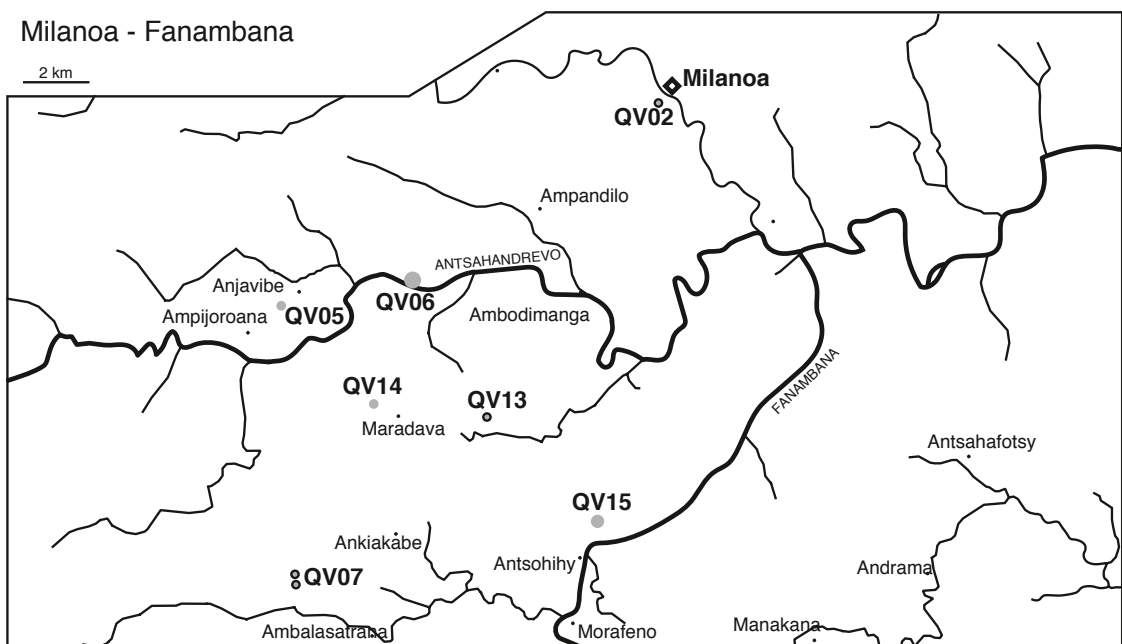 Milanoa - Fanambana
2 km
Milanoa
QV02
Ampandilo
ANTSAHANDREVO
Anjavibe
QV06
QV05
Ampijoroana
Ambodimanga
FANAMBANA
QV14
QV13
Maradava
Antsahafotsy
QV15
Ankiakabe
Antsohihy
Andrama
QV07
Ambalasatrana
Morafeno
Manakana